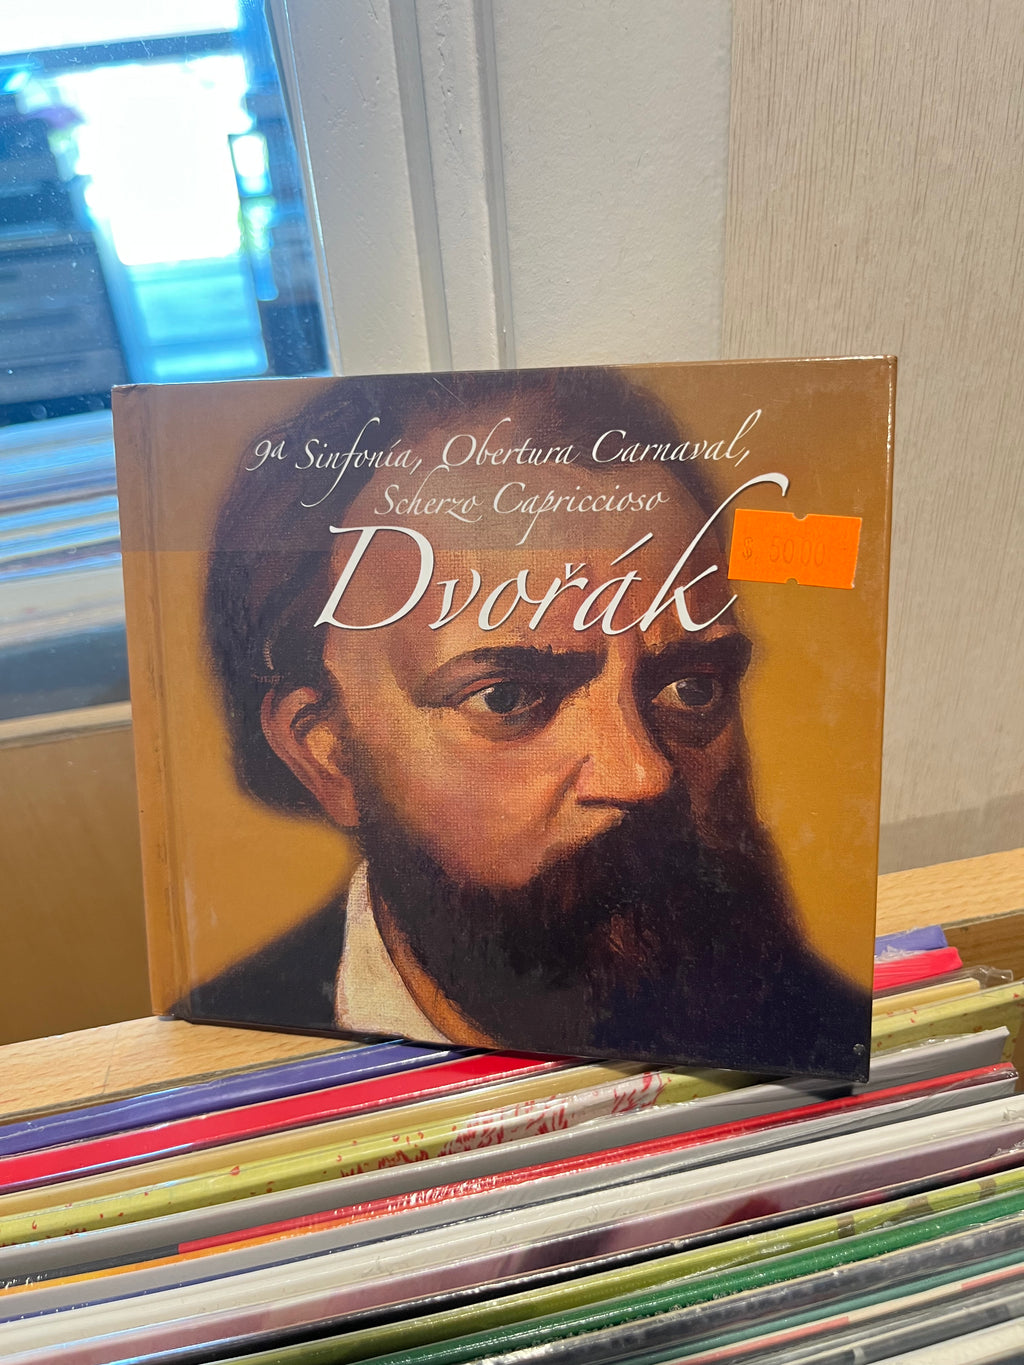 9ª Sinfonía, Obertura Carnaval,
Scherzo Capriccioso
Dvořák
$ 50.00